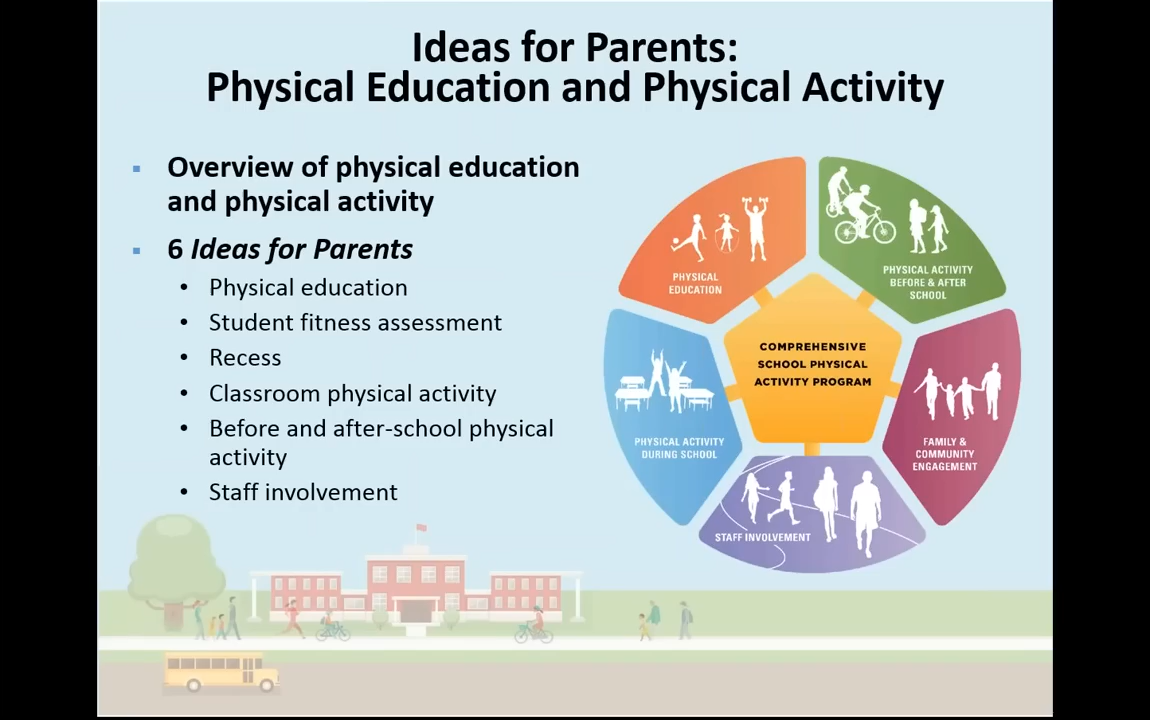 Ideas for Parents:
Physical Education and Physical Activity
Overview of physical education
and physical activity
6 Ideas for Parents
Physical education
Student fitness assessment
Recess
Classroom physical activity
Before and after-school physical
activity
Staff involvement
PHYSICAL
EDUCATION
PHYSICAL ACTIVITY
BEFORE & AFTER
SCHOOL
COMPREHENSIVE
SCHOOL PHYSICAL
ACTIVITY PROGRAM
PHYSICAL ACTIVITY
DURING SCHOOL
FAMILY &
COMMUNITY
ENGAGEMENT
STAFF INVOLVEMENT